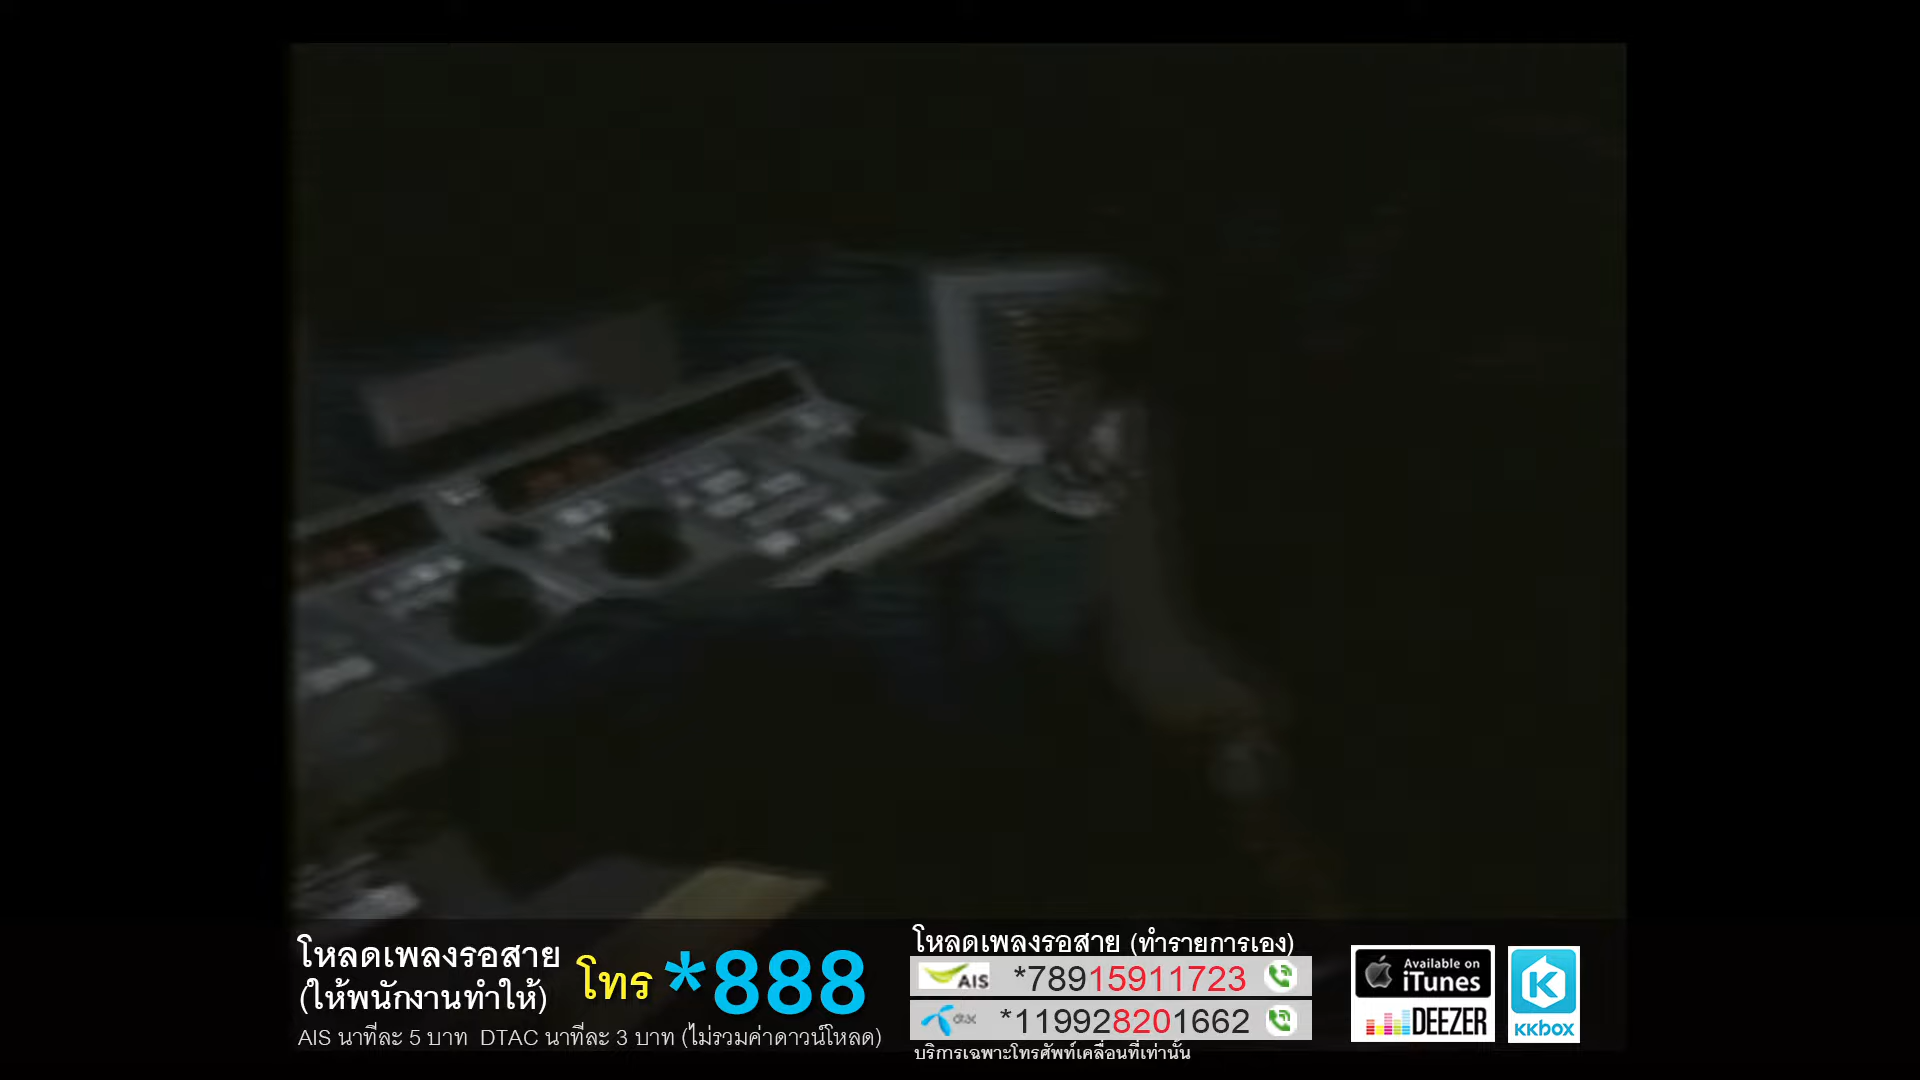 โหลดเพลงรอสาย
(ให้พนักงานทำให้)
โทร *888
AIS นาทีละ 5 บาท DTAC นาทีละ 3 บาท (ไม่รวมค่าดาวน์โหลด)
โหลดเพลงรอสาย (ทำรายการเอง)
AIS *78915911723
dtac *119928201662
บริการเฉพาะโทรศัพท์เคลื่อนที่เท่านั้น
Available on
iTunes
DEEZER
KKBOX